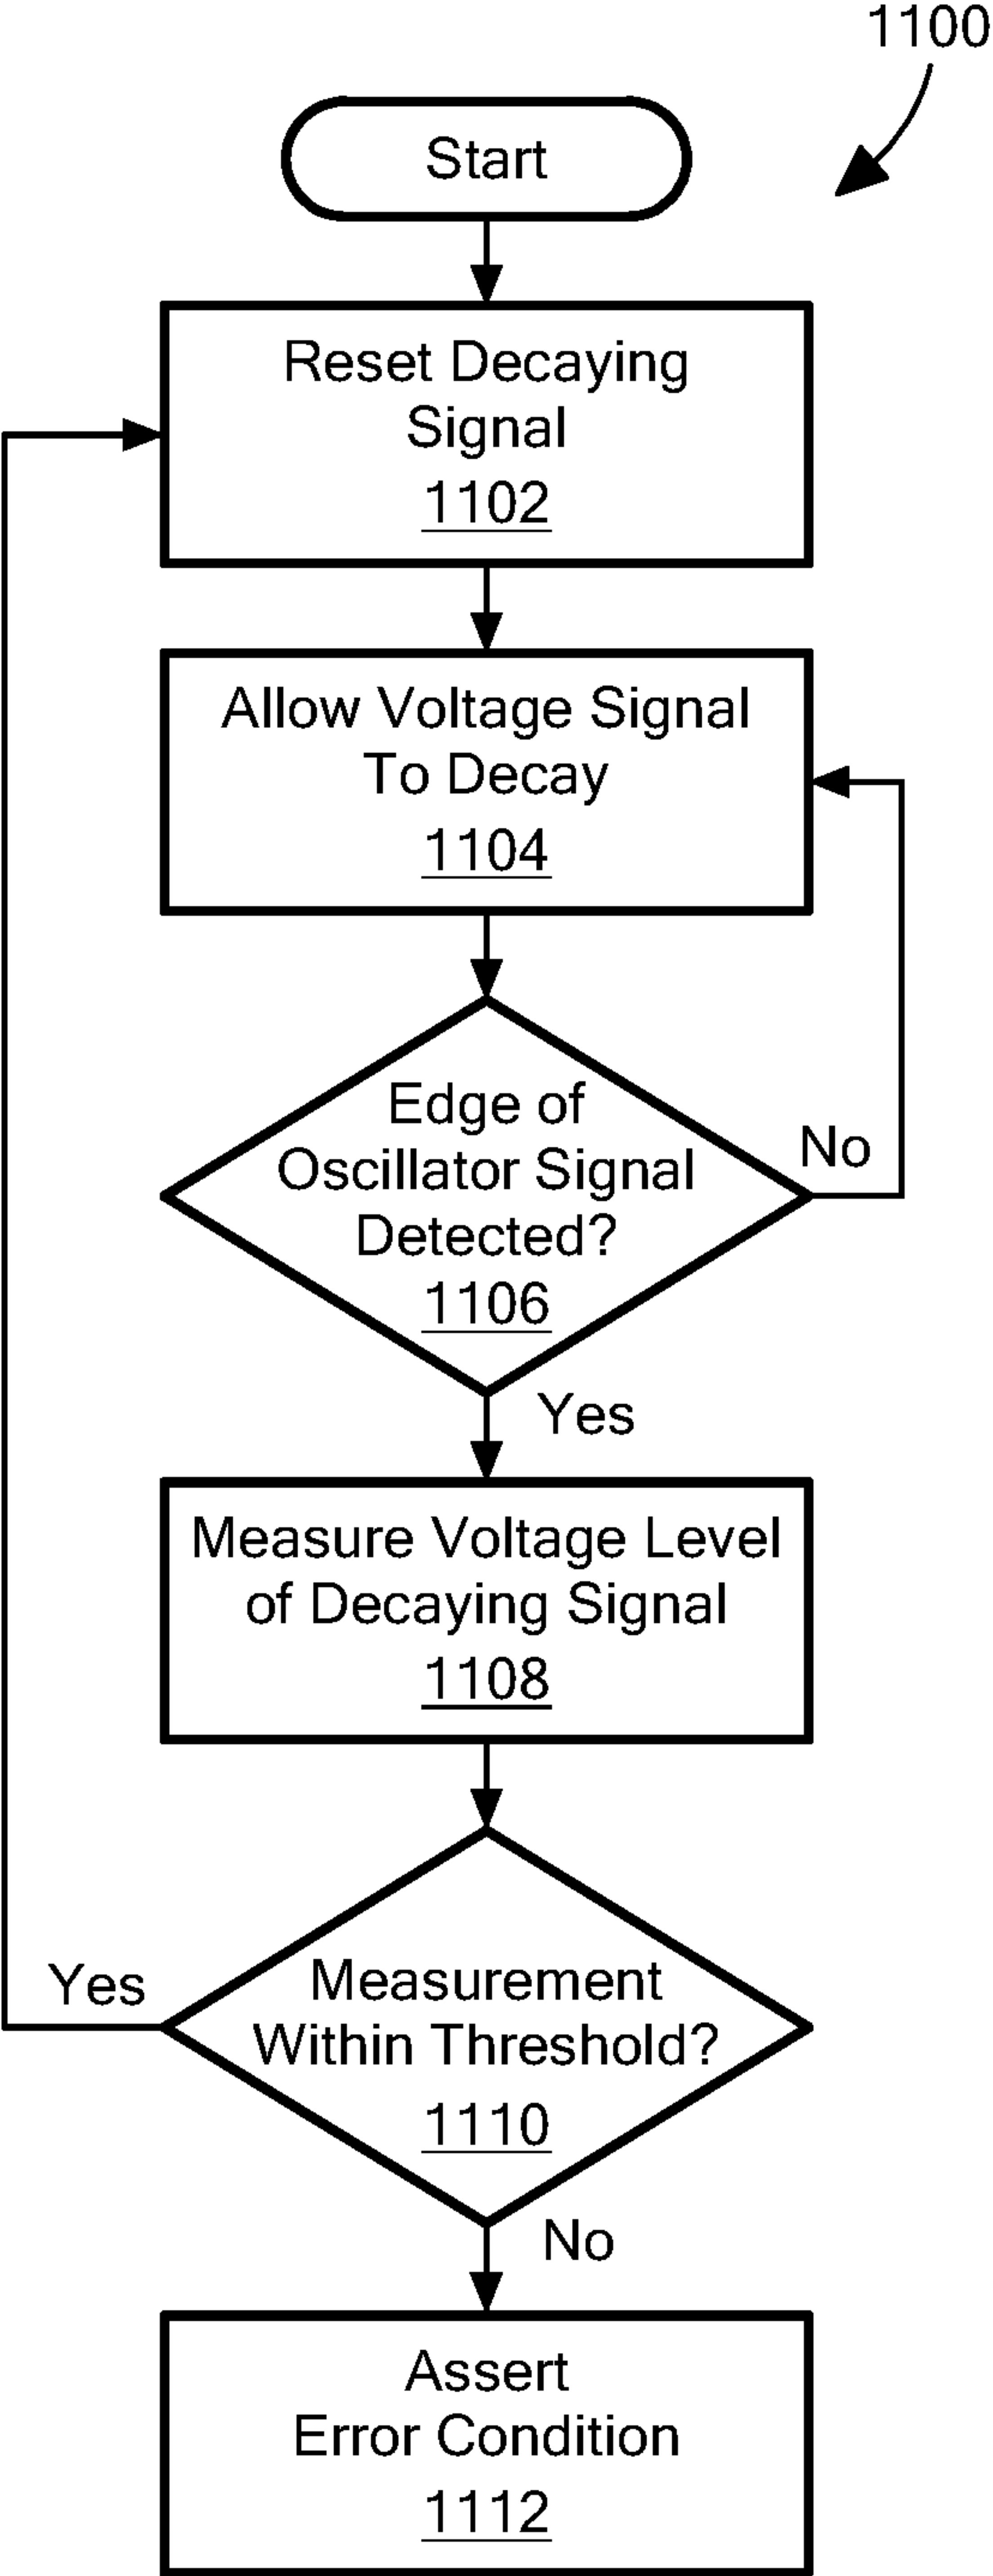 1100
Start
Reset Decaying
Signal
1102
Allow Voltage Signal
To Decay
1104
Edge of
Oscillator Signal
Detected?
1106
No
Yes
Measure Voltage Level
of Decaying Signal
1108
Measurement
Within Threshold?
1110
Yes
No
Assert
Error Condition
1112